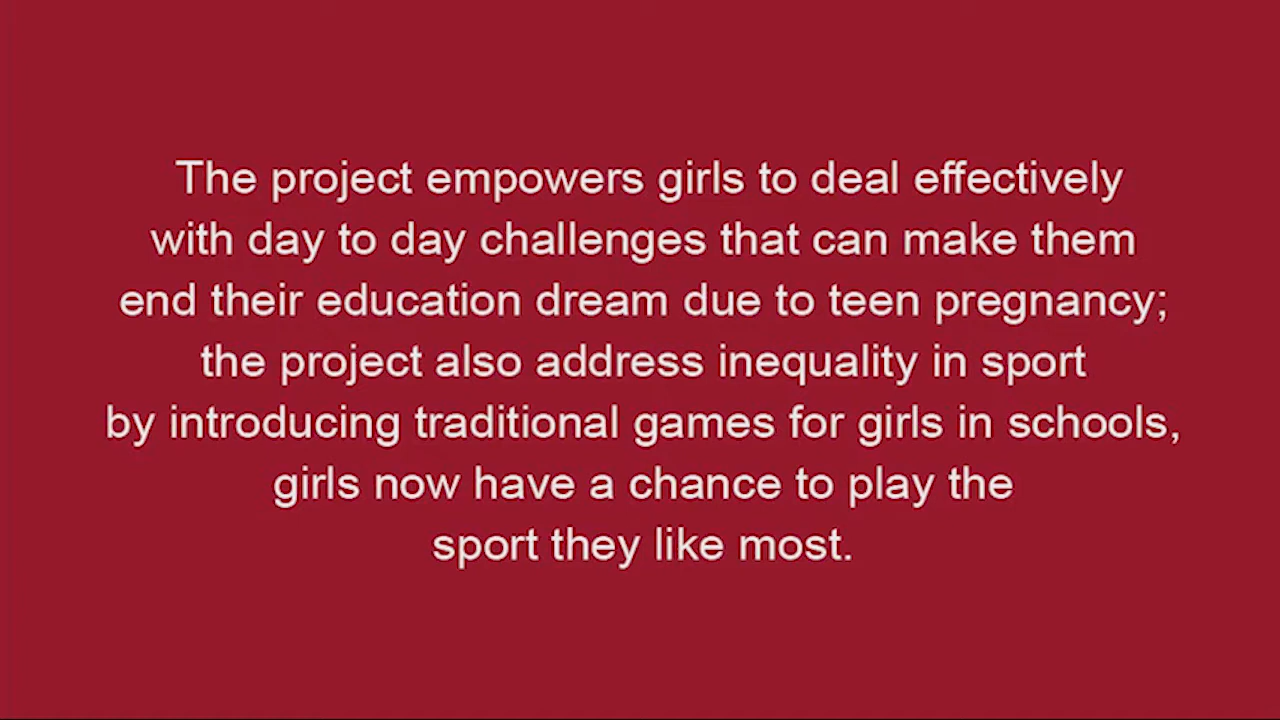 The project empowers girls to deal effectively
with day to day challenges that can make them
end their education dream due to teen pregnancy;
the project also address inequality in sport
by introducing traditional games for girls in schools,
girls now have a chance to play the
sport they like most.